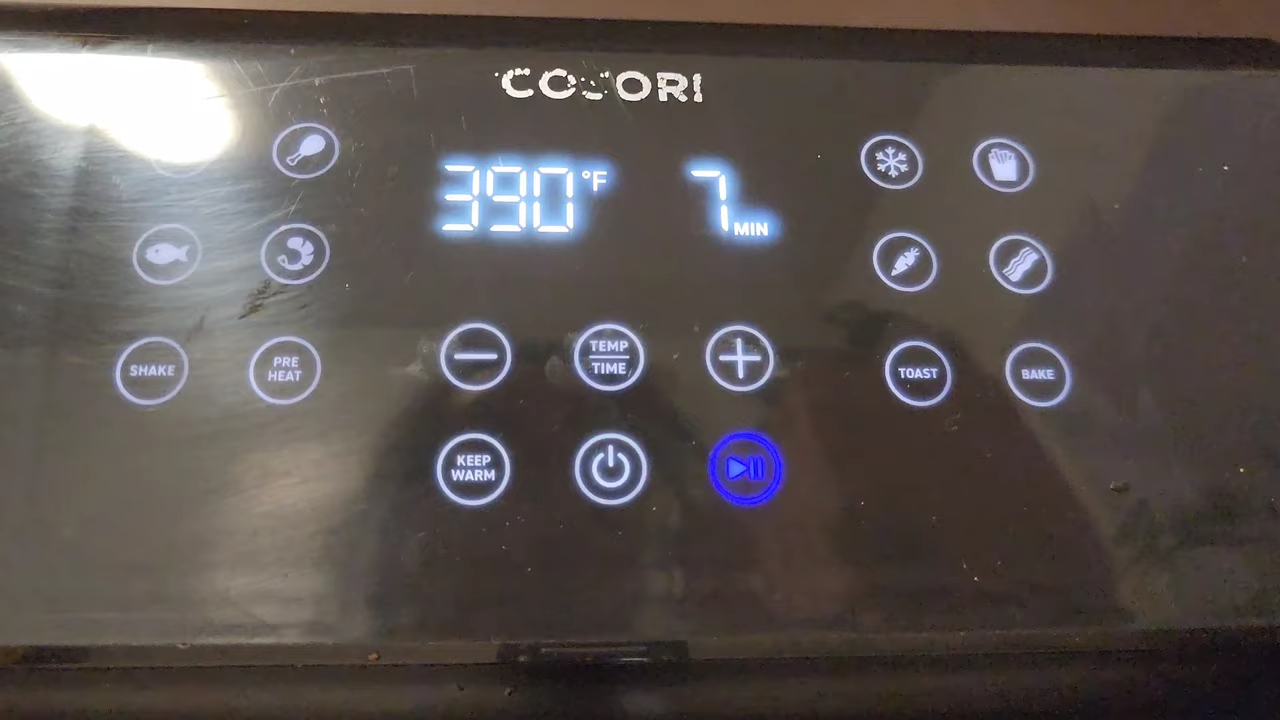 COSORI
390°F 7 MIN
SHAKE
PRE
HEAT
TEMP
TIME
TOAST
BAKE
KEEP
WARM